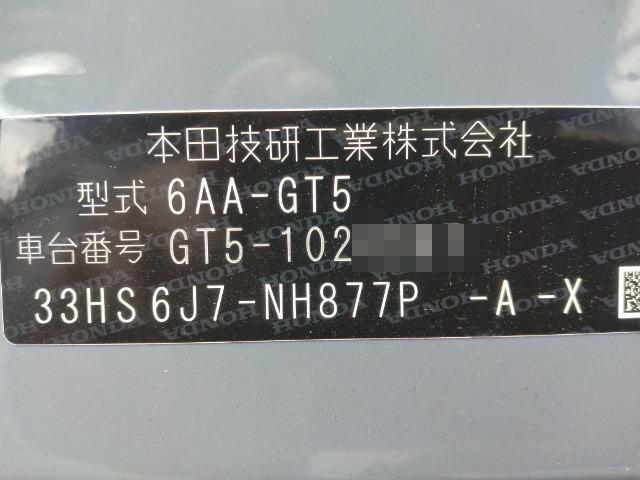 本田技研工業株式会社
型式 6AA-GT5
車台番号 GT5-102
33HS6J7-NH877P -A -X